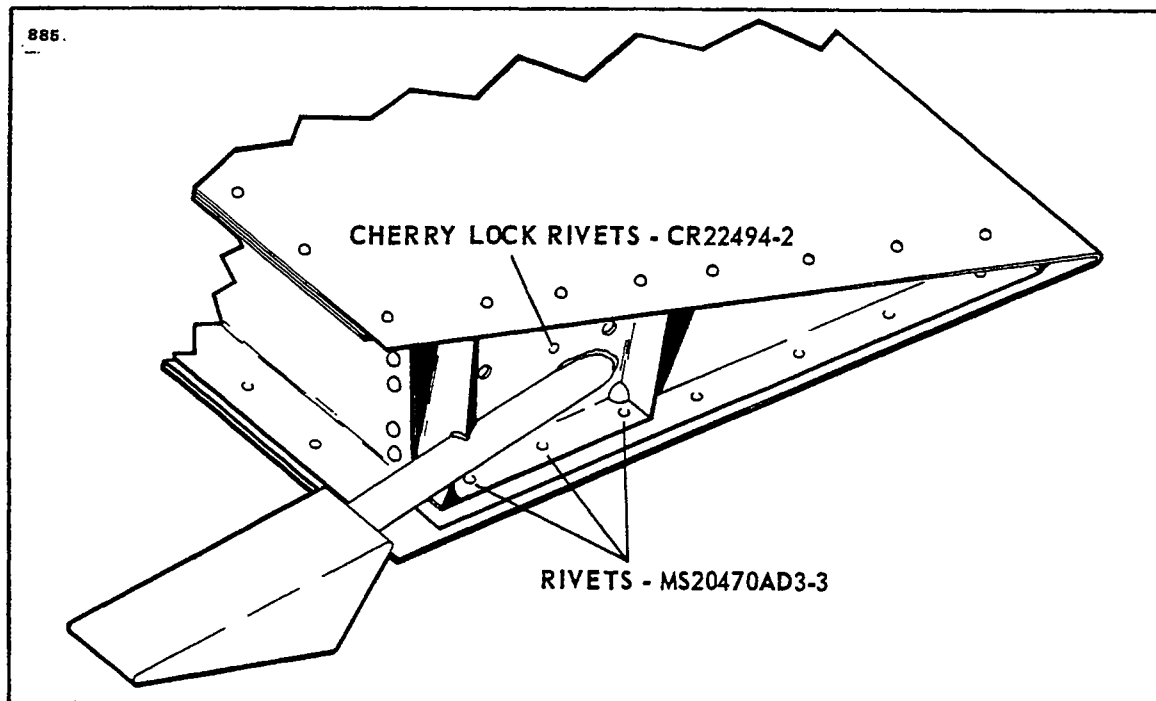 885.
CHERRY LOCK RIVETS - CR22494-2
RIVETS - MS20470AD3-3